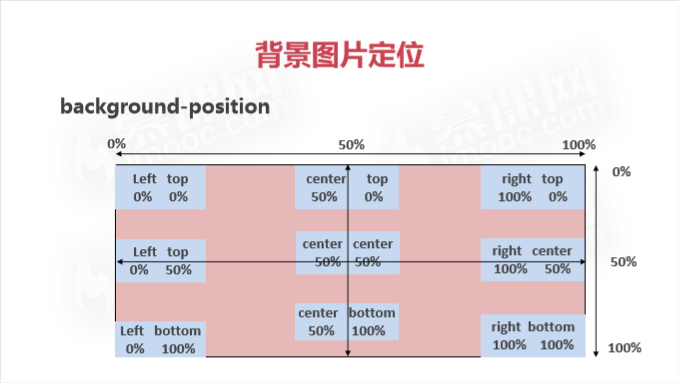 背景图片定位
background-position
0% 50% 100%
Left top center top right top 0%
0% 0% 50% 0% 100% 0%
Left top center center right center
0% 50% 50% 50% 100% 50% 50%
center bottom
50% 100%
Left bottom right bottom
0% 100% 100% 100% 100%
慕课网
imooc.com